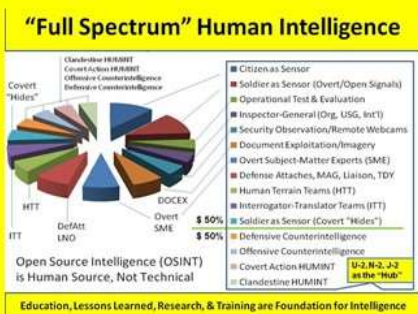 “Full Spectrum” Human Intelligence
Clandestine HUMINT
Covert Action HUMINT
Offensive Counterintelligence
Defensive Counterintelligence
Covert
"Hides"
HTT
ITT
DefAtt
LNO
Overt
SME
DOCEX
Citizen as Sensor
Soldier as Sensor (Overt/Open Signals)
Operational Test & Evaluation
Inspector-General (Org, USG, Int'l)
Security Observation/Remote Webcams
Document Exploitation/Imagery
Overt Subject-Matter Experts (SME)
Defense Attaches, MAG, Liaison, TDY
Human Terrain Teams (HTT)
Interrogator-Translator Teams (ITT)
Soldier as Sensor (Covert "Hides")
Defensive Counterintelligence
Offensive Counterintelligence
Covert Action HUMINT
Clandestine HUMINT
$ 50%
$ 50%
U-2, N-2, J-2
as the "Hub"
Open Source Intelligence (OSINT)
is Human Source, Not Technical
Education, Lessons Learned, Research, & Training are Foundation for Intelligence